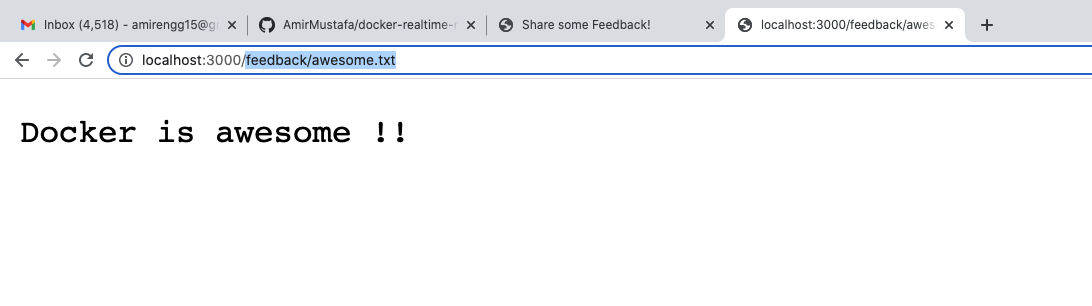 Inbox (4,518) - amirengg15@g
AmirMustafa/docker-realtime-
Share some Feedback!
localhost:3000/feedback/awes
localhost:3000/feedback/awesome.txt
Docker is awesome !!